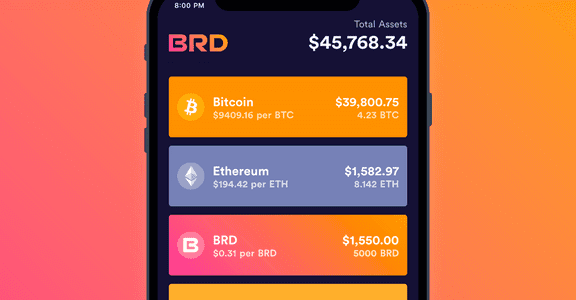 8:00 PM
Total Assets
BRD
$45,768.34
Bitcoin
$39,800.75
$9409.16 per BTC
4.23 BTC
Ethereum
$1,582.97
$194.42 per ETH
8.142 ETH
BRD
$1,550.00
$0.31 per BRD
5000 BRD